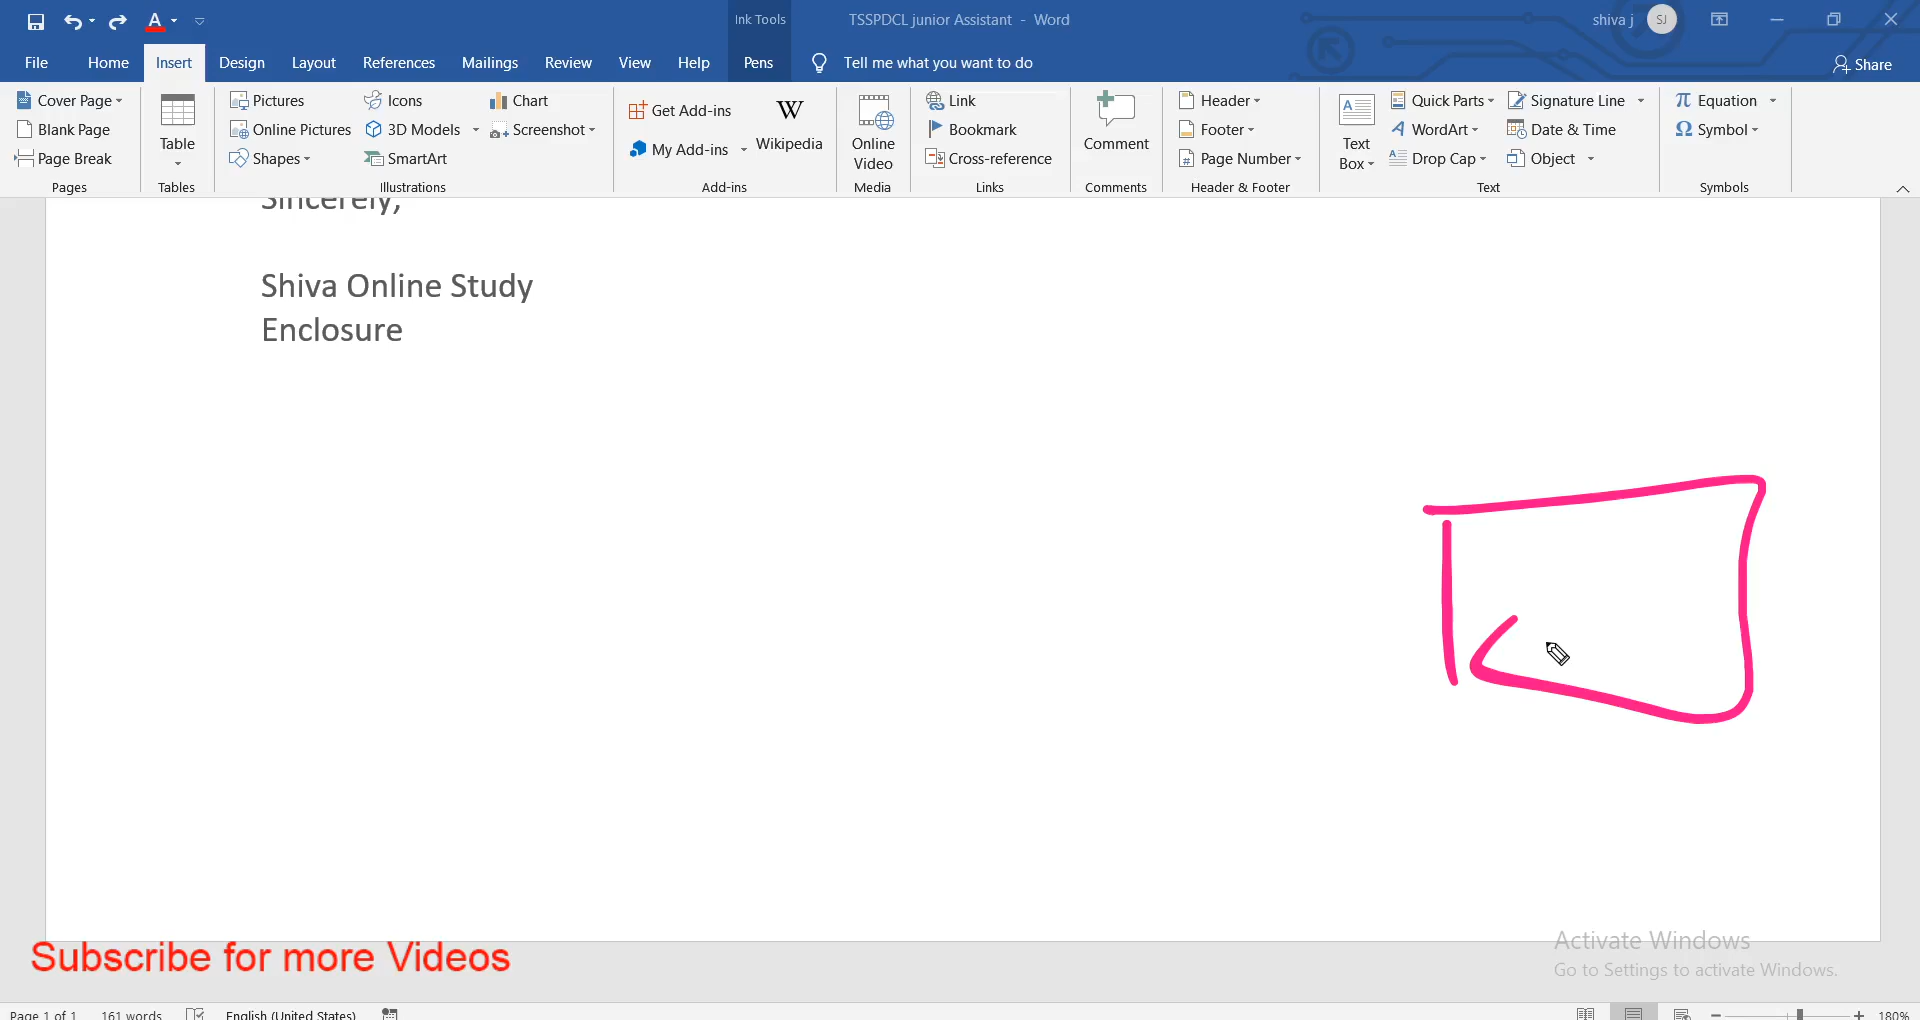 Ink Tools
TSSPDCL junior Assistant - Word
shiva j
SJ
File
Home
Insert
Design
Layout
References
Mailings
Review
View
Help
Pens
Tell me what you want to do
Share
Cover Page
Blank Page
Page Break
Pages
Table
Tables
Pictures
Online Pictures
Shapes
Icons
3D Models
SmartArt
Chart
Screenshot
Illustrations
Get Add-ins
My Add-ins
W
Wikipedia
Add-ins
Online
Video
Media
Link
Bookmark
Cross-reference
Links
Comment
Comments
Header
Footer
Page Number
Header & Footer
Text
Box
Quick Parts
WordArt
Drop Cap
Signature Line
Date & Time
Object
Text
Equation
Symbol
Symbols
Sincerely,
Shiva Online Study
Enclosure
Activate Windows
Go to Settings to activate Windows.
Subscribe for more Videos
Page 1 of 1
161 words
English (United States)
180%